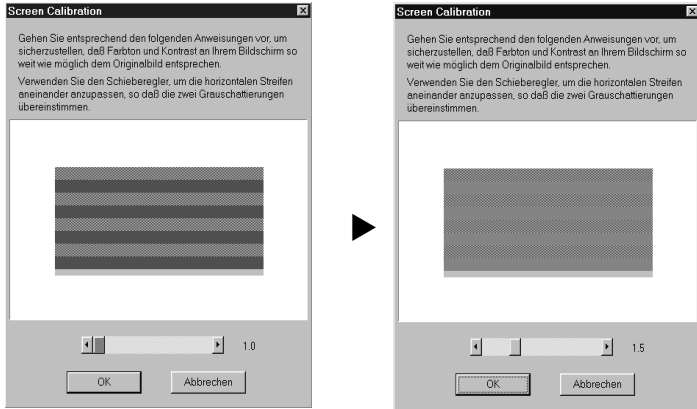 Screen Calibration
Gehen Sie entsprechend den folgenden Anweisungen vor, um
sicherzustellen, daß Farbton und Kontrast an Ihrem Bildschirm so
weit wie möglich dem Originalbild entsprechen.
Verwenden Sie den Schieberegler, um die horizontalen Streifen
aneinander anzupassen, so daß die zwei Grauschattierungen
übereinstimmen.
1.0
OK
Abbrechen
Screen Calibration
Gehen Sie entsprechend den folgenden Anweisungen vor, um
sicherzustellen, daß Farbton und Kontrast an Ihrem Bildschirm so
weit wie möglich dem Originalbild entsprechen.
Verwenden Sie den Schieberegler, um die horizontalen Streifen
aneinander anzupassen, so daß die zwei Grauschattierungen
übereinstimmen.
1.5
OK
Abbrechen